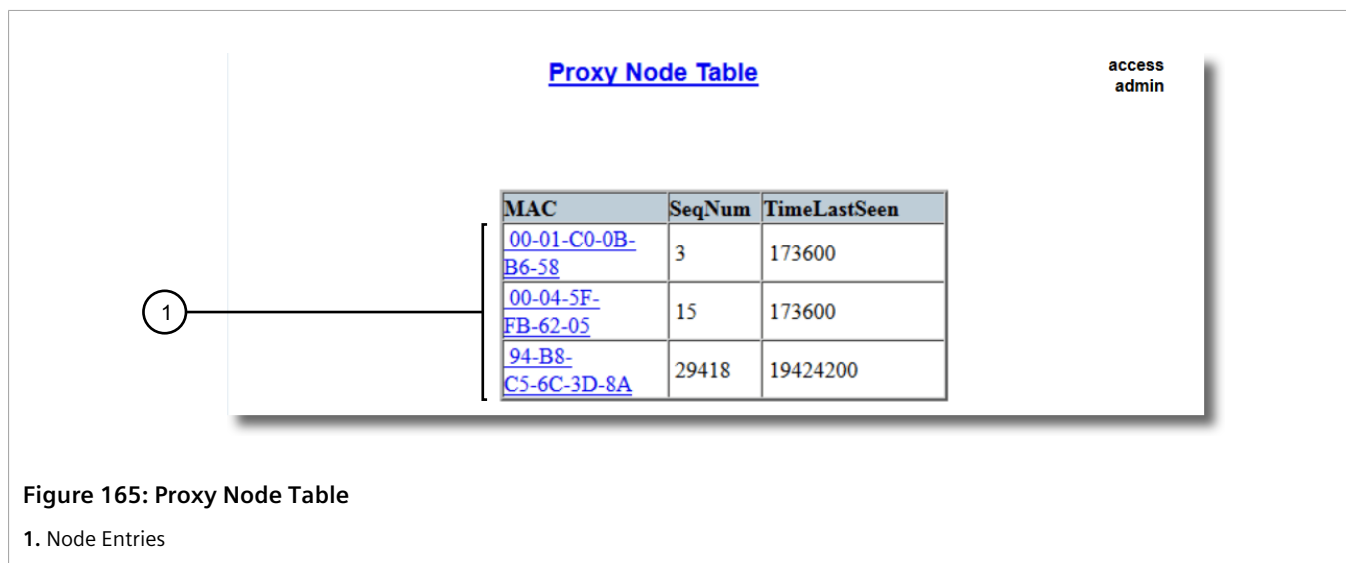 Proxy Node Table
access
admin
MAC SeqNum TimeLastSeen
00-01-C0-0B-
B6-58 3 173600
00-04-5F-
FB-62-05 15 173600
94-B8-
C5-6C-3D-8A 29418 19424200
1
Figure 165: Proxy Node Table
1. Node Entries